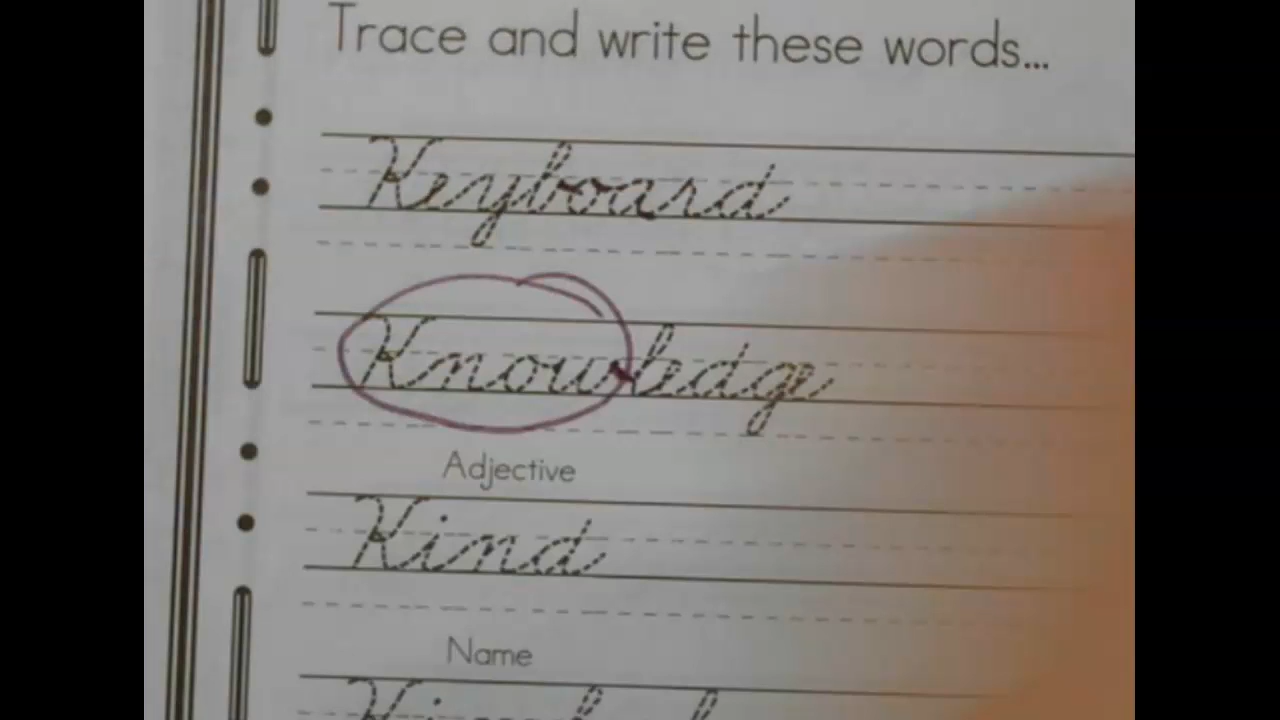 Trace and write these words...
Keyboard
Knowledge
Adjective
Kind
Name